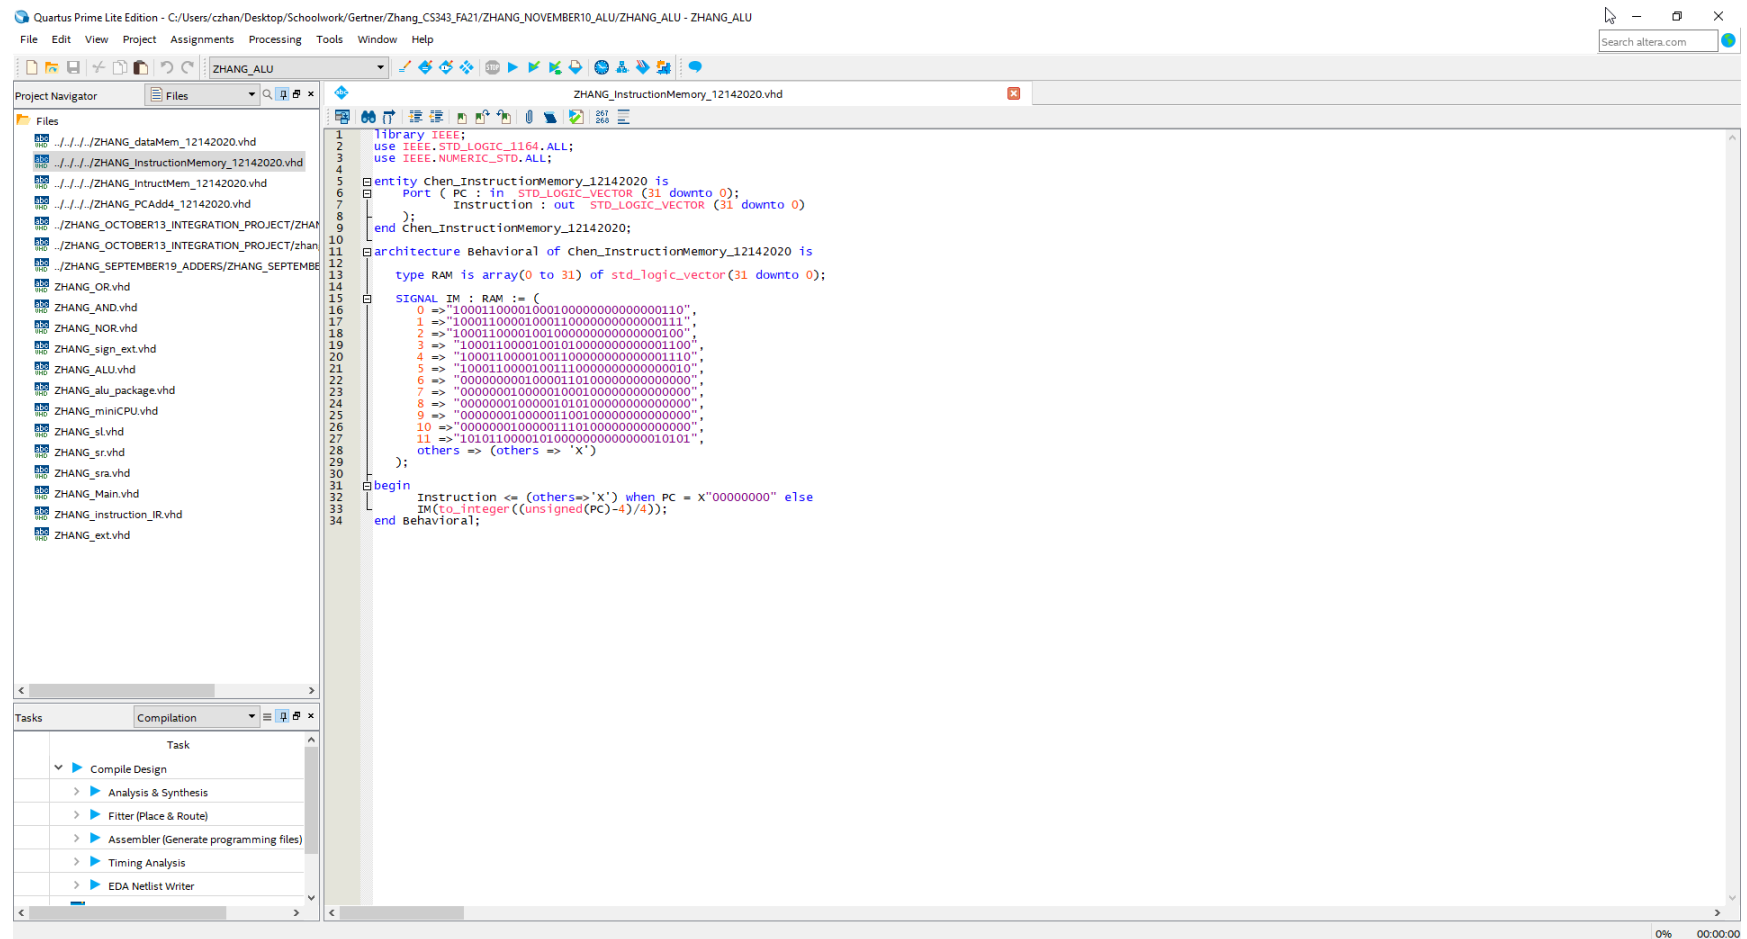 Quartus Prime Lite Edition - C:/Users/czhan/Desktop/Schoolwork/Gertner/Zhang_CS343_FA21/ZHANG_NOVEMBER10_ALU/ZHANG_ALU - ZHANG_ALU
File Edit View Project Assignments Processing Tools Window Help
Search altera.com
ZHANG_ALU
Project Navigator
Files
ZHANG_InstructionMemory_12142020.vhd
Files
../../../../ZHANG_dataMem_12142020.vhd
../../../../ZHANG_InstructionMemory_12142020.vhd
../../../../ZHANG_IntructMem_12142020.vhd
../../../../ZHANG_PCAdd4_12142020.vhd
../ZHANG_OCTOBER13_INTEGRATION_PROJECT/ZHAN
../ZHANG_OCTOBER13_INTEGRATION_PROJECT/zhan
../ZHANG_SEPTEMBER19_ADDERS/ZHANG_SEPTEMBE
ZHANG_OR.vhd
ZHANG_AND.vhd
ZHANG_NOR.vhd
ZHANG_sign_ext.vhd
ZHANG_ALU.vhd
ZHANG_alu_package.vhd
ZHANG_miniCPU.vhd
ZHANG_sl.vhd
ZHANG_sr.vhd
ZHANG_sra.vhd
ZHANG_Main.vhd
ZHANG_instruction_IR.vhd
ZHANG_ext.vhd
267
268
1 library IEEE;
2 use IEEE.STD_LOGIC_1164.ALL;
3 use IEEE.NUMERIC_STD.ALL;
4
5 entity Chen_InstructionMemory_12142020 is
6 Port ( PC : in STD_LOGIC_VECTOR (31 downto 0);
7 Instruction : out STD_LOGIC_VECTOR (31 downto 0)
8 );
9 end Chen_InstructionMemory_12142020;
10
11 architecture Behavioral of Chen_InstructionMemory_12142020 is
12
13 type RAM is array(0 to 31) of std_logic_vector(31 downto 0);
14
15 SIGNAL IM : RAM := (
16 0 =>"10001100001000100000000000000110",
17 1 =>"10001100001000110000000000000111",
18 2 =>"10001100001001000000000000000100",
19 3 => "10001100001001010000000000001100",
20 4 => "10001100001001100000000000001110",
21 5 => "10001100001001110000000000000010",
22 6 => "00000000010000110100000000000000",
23 7 => "00000001000001000100000000000000",
24 8 => "00000001000001010100000000000000",
25 9 => "00000001000001100100000000000000",
26 10 =>"00000001000001110100000000000000",
27 11 =>"10101100001010000000000000010101",
28 others => (others => 'X')
29 );
30
31 begin
32 Instruction <= (others=>'X') when PC = X"00000000" else
33 IM(to_integer((unsigned(PC)-4)/4));
34 end Behavioral;
Tasks
Compilation
Task
Compile Design
Analysis & Synthesis
Fitter (Place & Route)
Assembler (Generate programming files)
Timing Analysis
EDA Netlist Writer
0% 00:00:00